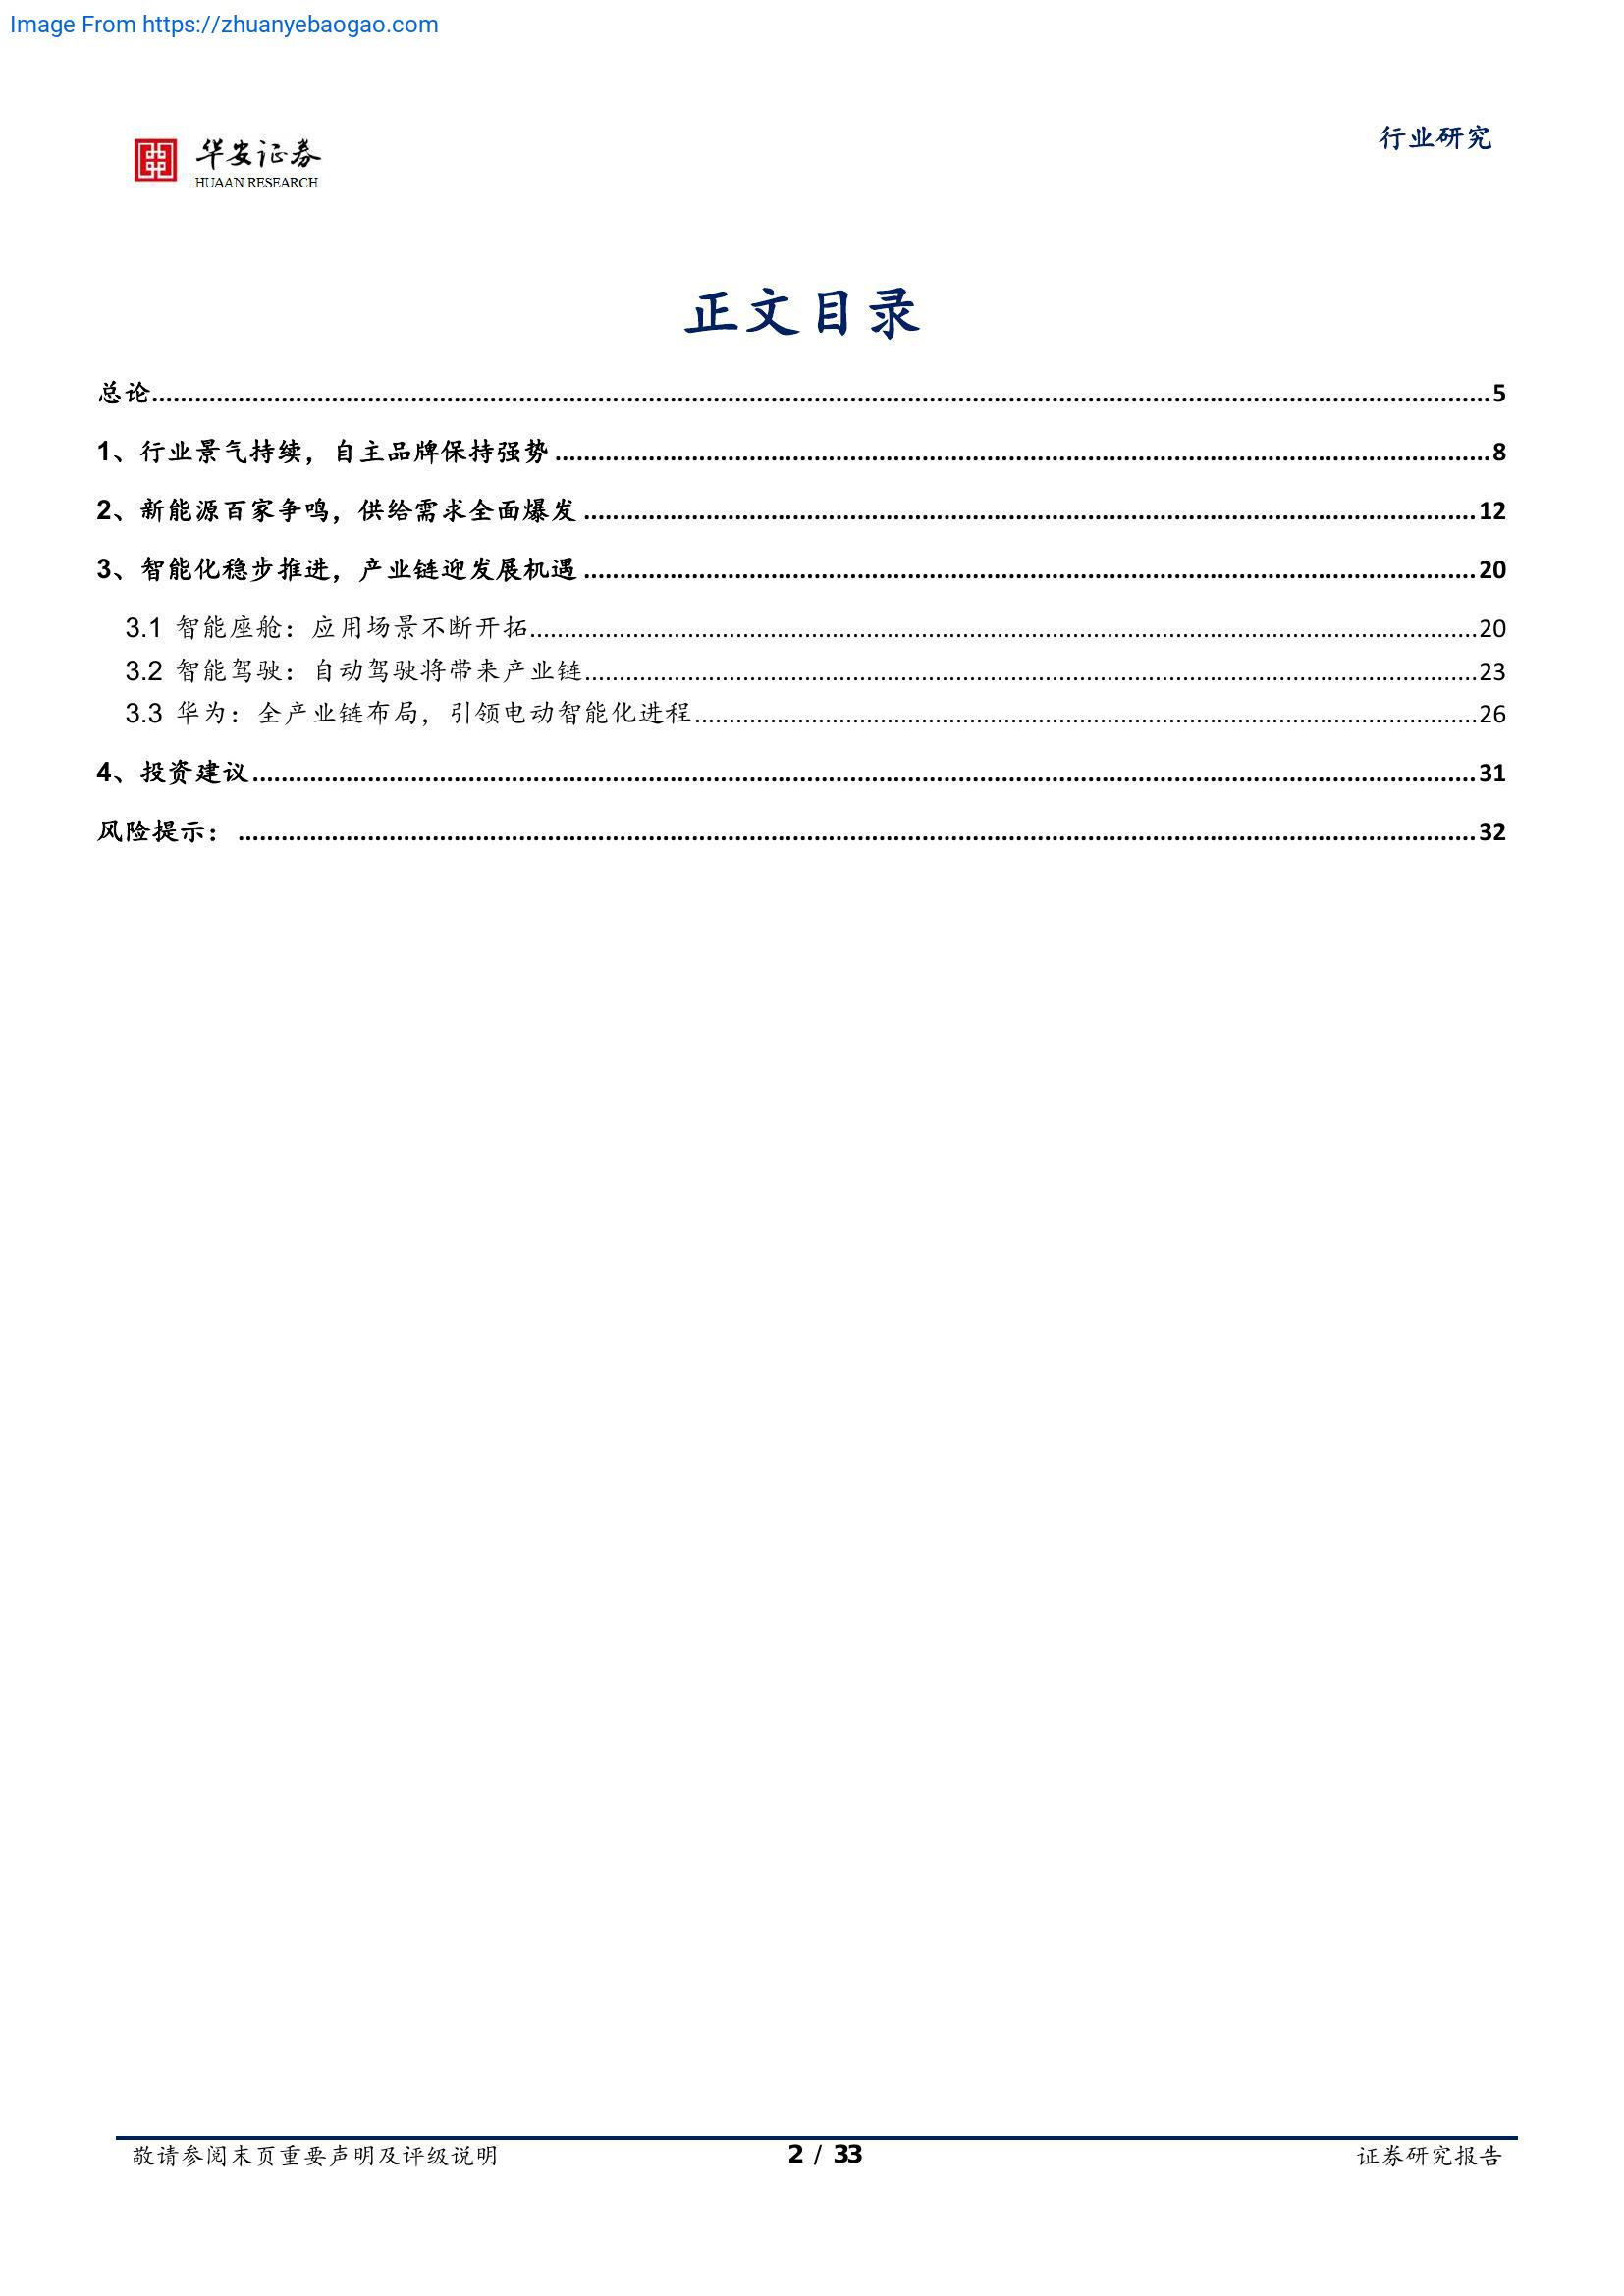 Image From https://zhuanyebaogao.com
华安证券
HUAAN RESEARCH
行业研究
正文目录
总论................................................................5
1、行业景气持续，自主品牌保持强势................................................................8
2、新能源百家争鸣，供给需求全面爆发................................................................12
3、智能化稳步推进，产业链迎发展机遇................................................................20
3.1 智能座舱：应用场景不断开拓................................................................20
3.2 智能驾驶：自动驾驶将带来产业链................................................................23
3.3 华为：全产业链布局，引领电动智能化进程................................................................26
4、投资建议................................................................31
风险提示：................................................................32
敬请参阅末页重要声明及评级说明
2 / 33
证券研究报告